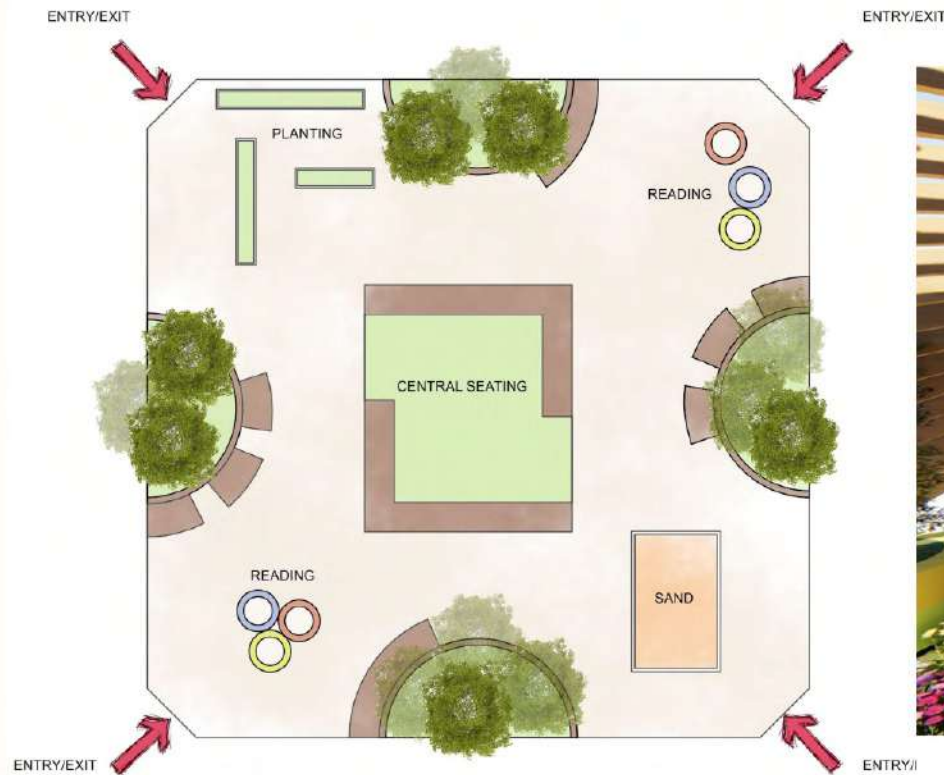 ENTRY/EXIT
ENTRY/EXIT
PLANTING
READING
CENTRAL SEATING
READING
SAND
ENTRY/EXIT
ENTRY/